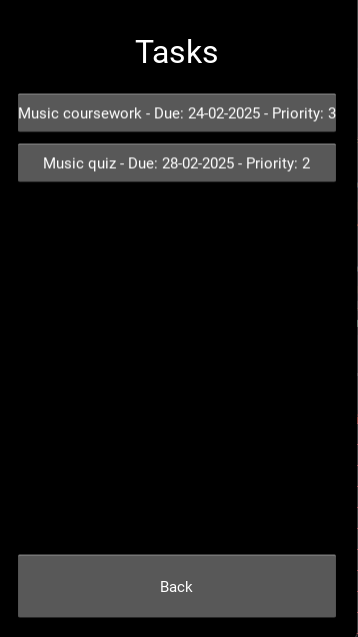 Tasks
Music coursework - Due: 24-02-2025 - Priority: 3
Music quiz - Due: 28-02-2025 - Priority: 2
Back